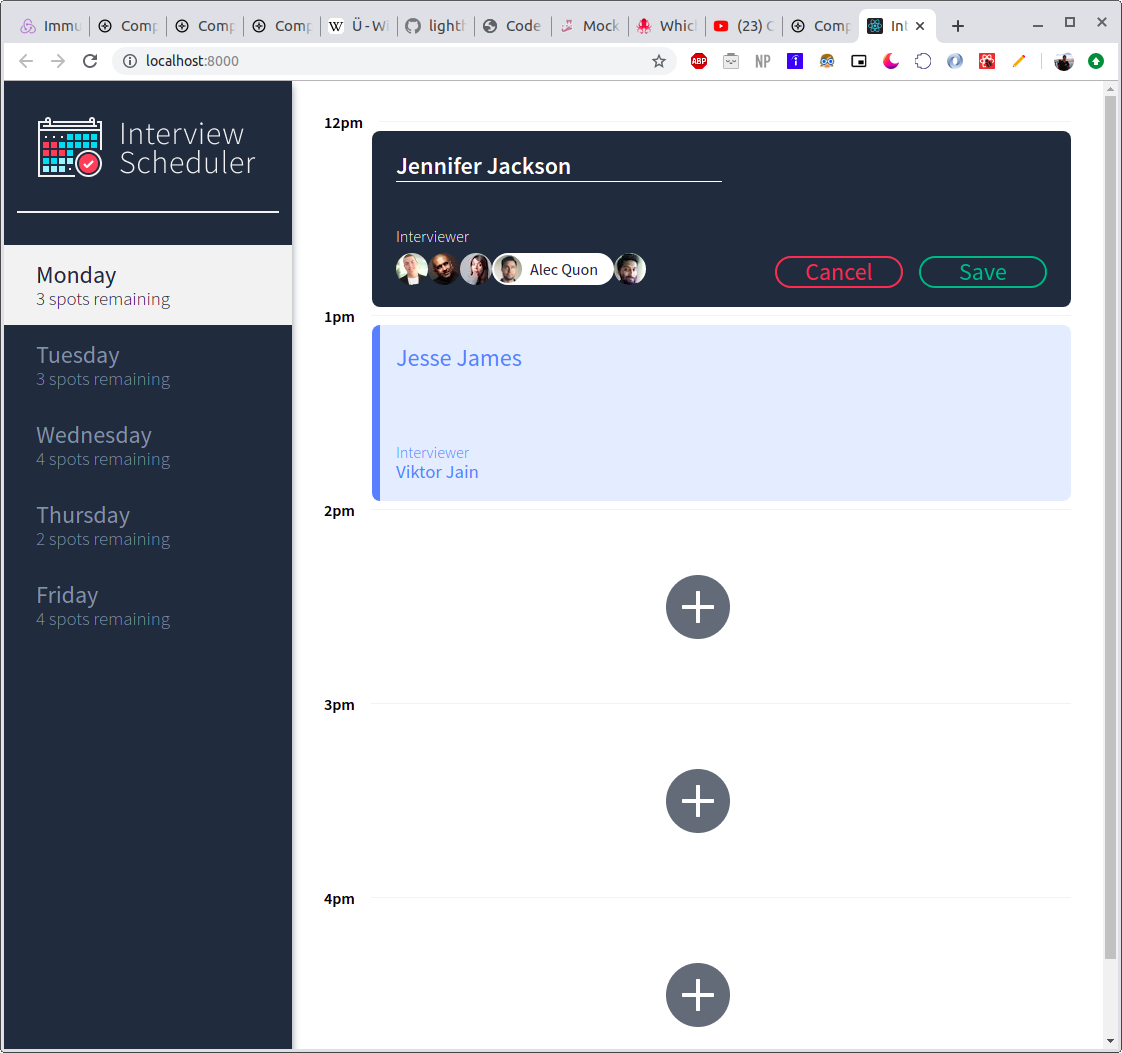 Immu
Comp
Comp
Comp
Ü - Wi
lighth
Code
Mock
Which
(23) C
Comp
Int
localhost:8000
ABP
NP
Interview
Scheduler
Monday
3 spots remaining
Tuesday
3 spots remaining
Wednesday
4 spots remaining
Thursday
2 spots remaining
Friday
4 spots remaining
12pm
Jennifer Jackson
Interviewer
Alec Quon
Cancel
Save
1pm
Jesse James
Interviewer
Viktor Jain
2pm
3pm
4pm